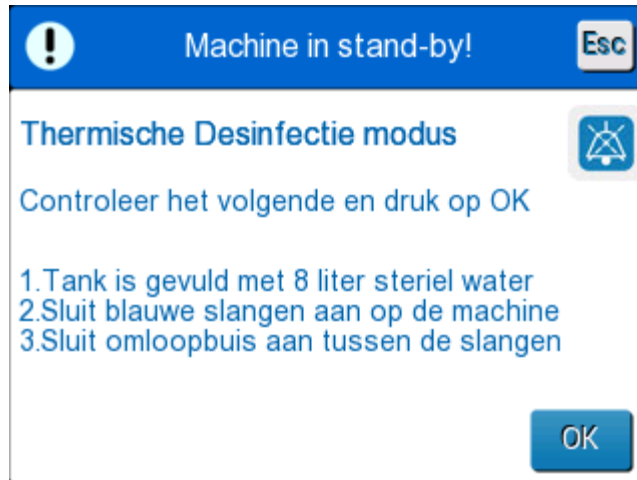 Machine in stand-by!
Esc
Thermische Desinfectie modus
Controleer het volgende en druk op OK
1.Tank is gevuld met 8 liter steriel water
2.Sluit blauwe slangen aan op de machine
3.Sluit omloopbuis aan tussen de slangen
OK